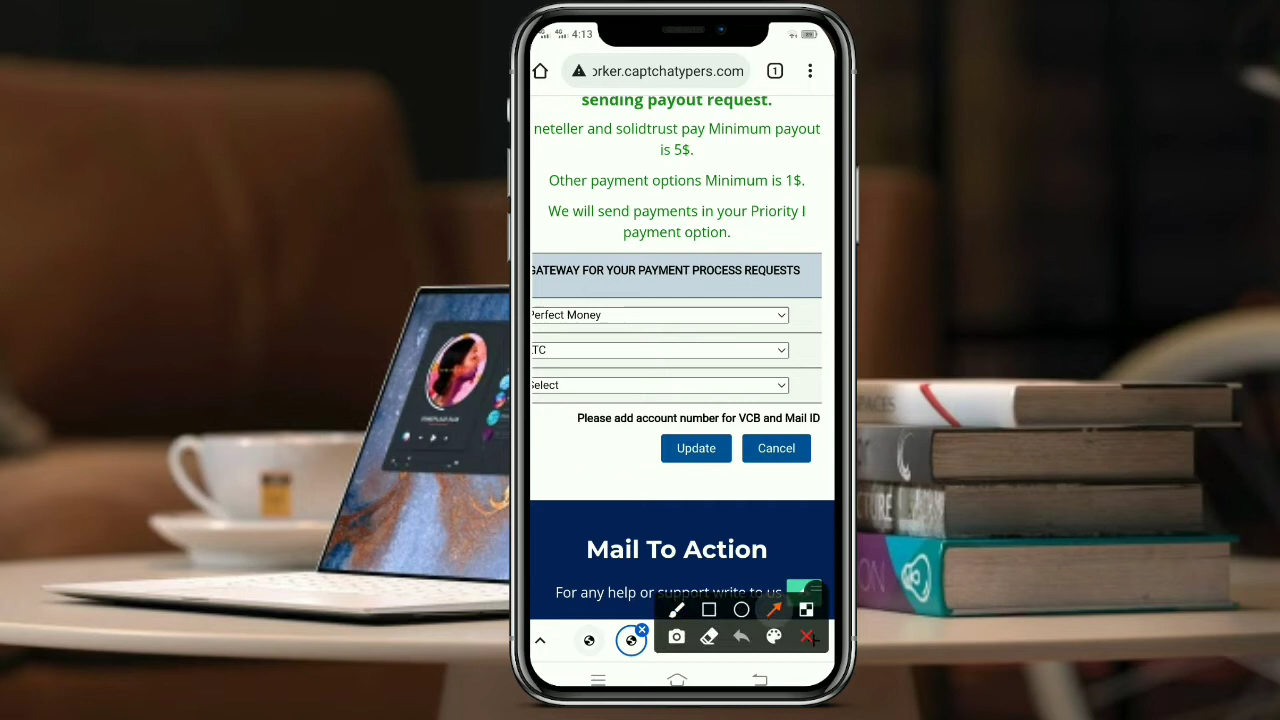 4:13
orker.captchatypers.com
1
sending payout request.
neteller and solidtrust pay Minimum payout
is 5$.
Other payment options Minimum is 1$.
We will send payments in your Priority I
payment option.
GATEWAY FOR YOUR PAYMENT PROCESS REQUESTS
Perfect Money
LTC
Select
Please add account number for VCB and Mail ID
Update
Cancel
Mail To Action
For any help or support write to us